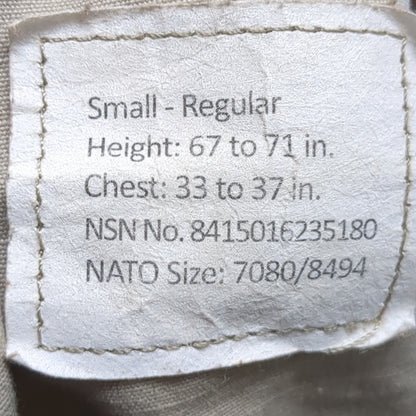 Small - Regular
Height: 67 to 71 in.
Chest: 33 to 37 in.
NSN No. 8415016235180
NATO Size: 7080/8494